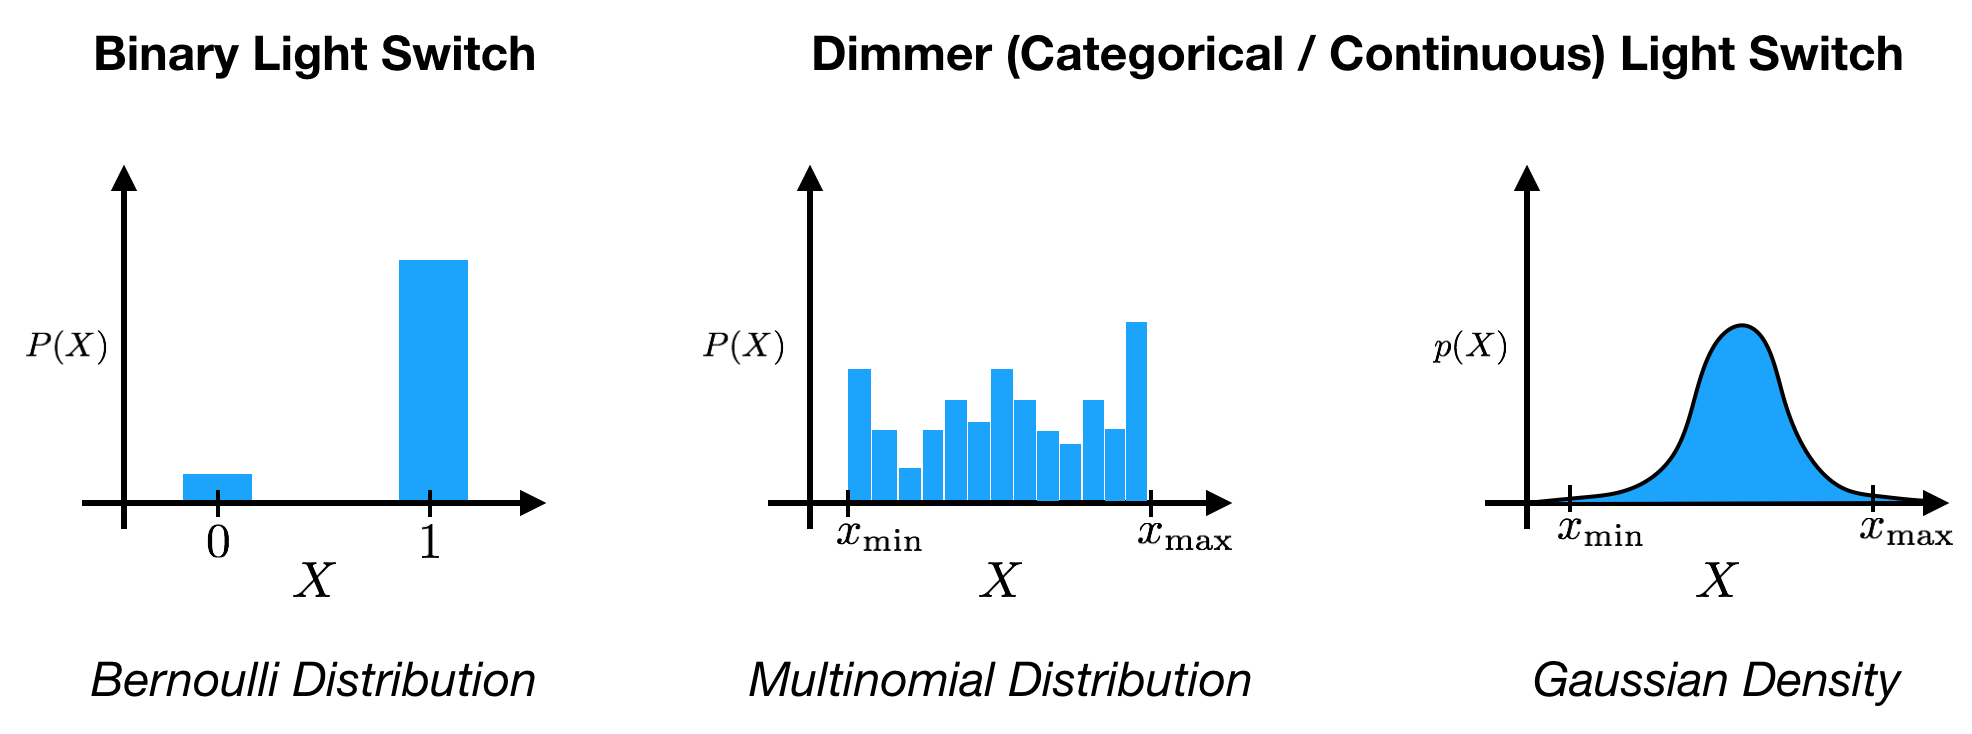 Binary Light Switch
Dimmer (Categorical / Continuous) Light Switch
P(X)
0
1
X
Bernoulli Distribution
P(X)
x_min
x_max
X
Multinomial Distribution
p(X)
x_min
x_max
X
Gaussian Density